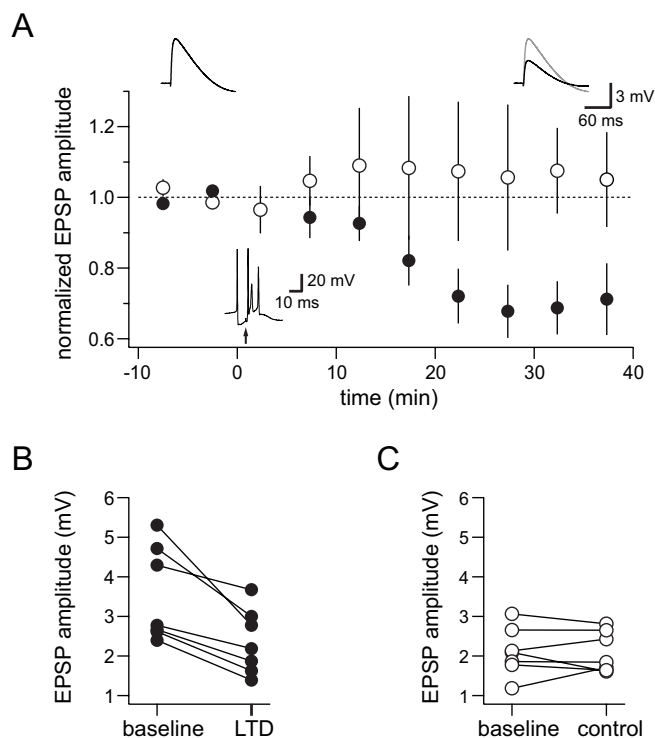 A
normalized EPSP amplitude
1.2
1.0
0.8
0.6
3 mV
60 ms
20 mV
10 ms
-10
0
10
20
30
40
time (min)
B
EPSP amplitude (mV)
6
5
4
3
2
1
baseline
LTD
C
EPSP amplitude (mV)
6
5
4
3
2
1
baseline
control